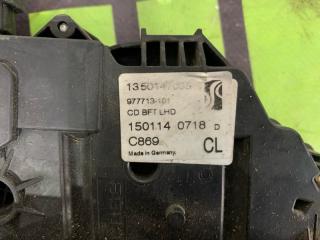 977713-101
CD BFT LHD
150114 0718 D
C869 CL
Made in Germany.